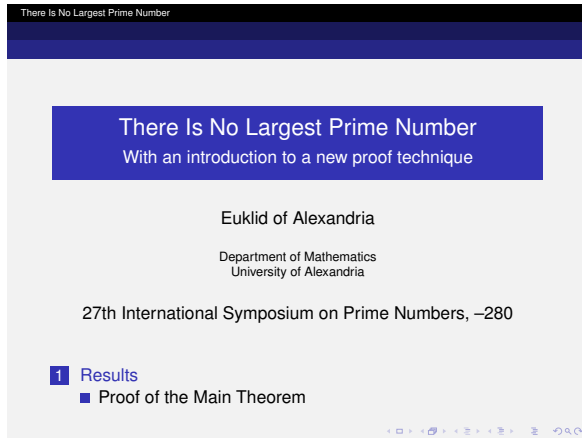 There Is No Largest Prime Number
There Is No Largest Prime Number
With an introduction to a new proof technique
Euklid of Alexandria
Department of Mathematics
University of Alexandria
27th International Symposium on Prime Numbers, –280
1 Results
Proof of the Main Theorem